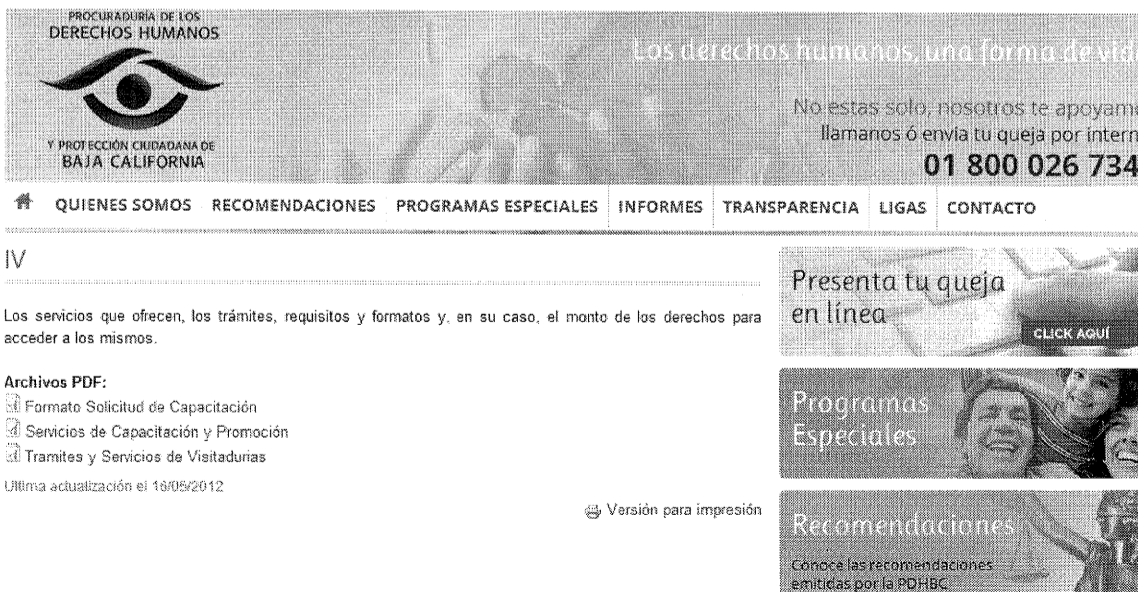 PROCURADURÍA DE LOS
DERECHOS HUMANOS
Y PROTECCIÓN CIUDADANA DE
BAJA CALIFORNIA
Los derechos humanos, una forma de vid
No estas solo, nosotros te apoyam
llamanos ó envia tu queja por intern
01 800 026 734
QUIENES SOMOS RECOMENDACIONES PROGRAMAS ESPECIALES INFORMES TRANSPARENCIA LIGAS CONTACTO
IV
Los servicios que ofrecen, los trámites, requisitos y formatos y, en su caso, el monto de los derechos para
acceder a los mismos.
Archivos PDF:
Formato Solicitud de Capacitación
Servicios de Capacitación y Promoción
Tramites y Servicios de Visitadurias
Ultima actualización el 16/05/2012
Versión para impresión
Presenta tu queja
en línea
CLICK AQUÍ
Programas
Especiales
Recomendaciones
Conoce las recomendaciones
emitidas por la PDHBC